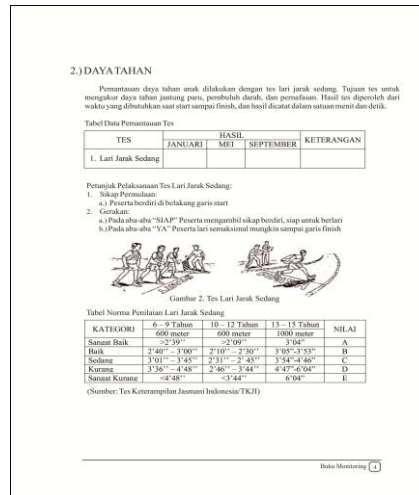 2.) DAYA TAHAN
Pemantauan daya tahan anak dilakukan dengan tes lari jarak sedang. Tujuan tes untuk
mengukur daya tahan jantung paru, pembuluh darah, dan pernafasan. Hasil tes diperoleh dari
waktu yang dibutuhkan saat start sampai finish, dan hasil dicatat dalam satuan menit dan detik.
Tabel Data Pemantauan Tes
TES HASIL KETERANGAN
JANUARI MEI SEPTEMBER
1. Lari Jarak Sedang
Petunjuk Pelaksanaan Tes Lari Jarak Sedang:
1. Sikap Permulaan:
a.) Peserta berdiri di belakang garis start
2. Gerakan:
a.) Pada aba-aba “SIAP” Peserta mengambil sikap berdiri, siap untuk berlari
b.) Pada aba-aba “YA” Peserta lari semaksimal mungkin sampai garis finish
Gambar 2. Tes Lari Jarak Sedang
Tabel Norma Penilaian Lari Jarak Sedang
KATEGORI 6 – 9 Tahun 10 – 12 Tahun 13 – 15 Tahun NILAI
600 meter 600 meter 1000 meter
Sangat Baik >2’39’’ >2’09’’ 3’04” A
Baik 2’40’’ – 3’00’’ 2’10’’ – 2’30’’ 3’05”-3’53” B
Sedang 3’01’’ – 3’45’’ 2’31’’ – 2’ 45’’ 3’54”-4’46” C
Kurang 3’36’’ – 4’48’’ 2’46’’ – 3’44’’ 4’47”-6’04” D
Sangat Kurang <4’48’’ <3’44’’ 6’04” E
(Sumber: Tes Keterampilan Jasmani Indonesia/TKJI)
Buku Monitoring 4